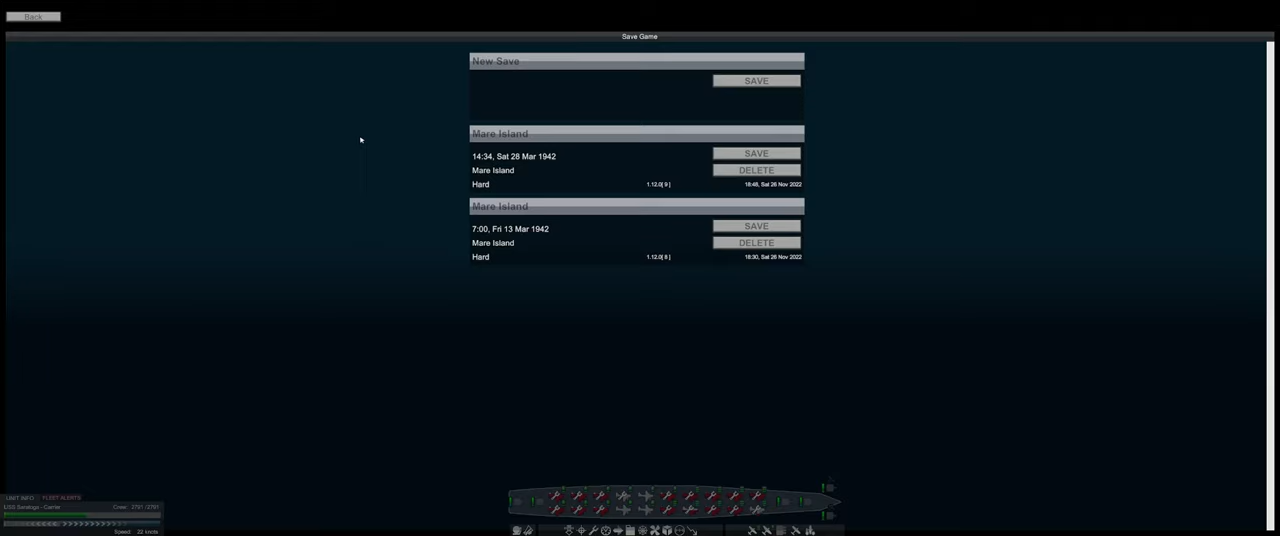 Back
Save Game
New Save
SAVE
Mare Island
14:34, Sat 28 Mar 1942
SAVE
Mare Island
DELETE
Hard
1.12.0[ 9 ]
18:48, Sat 26 Nov 2022
Mare Island
7:00, Fri 13 Mar 1942
SAVE
Mare Island
DELETE
Hard
1.12.0[ 8 ]
18:30, Sat 26 Nov 2022
UNIT INFO
FLEET ALERTS
USS Saratoga - Carrier
Crew: 2791 /2791
Speed: 22 knots